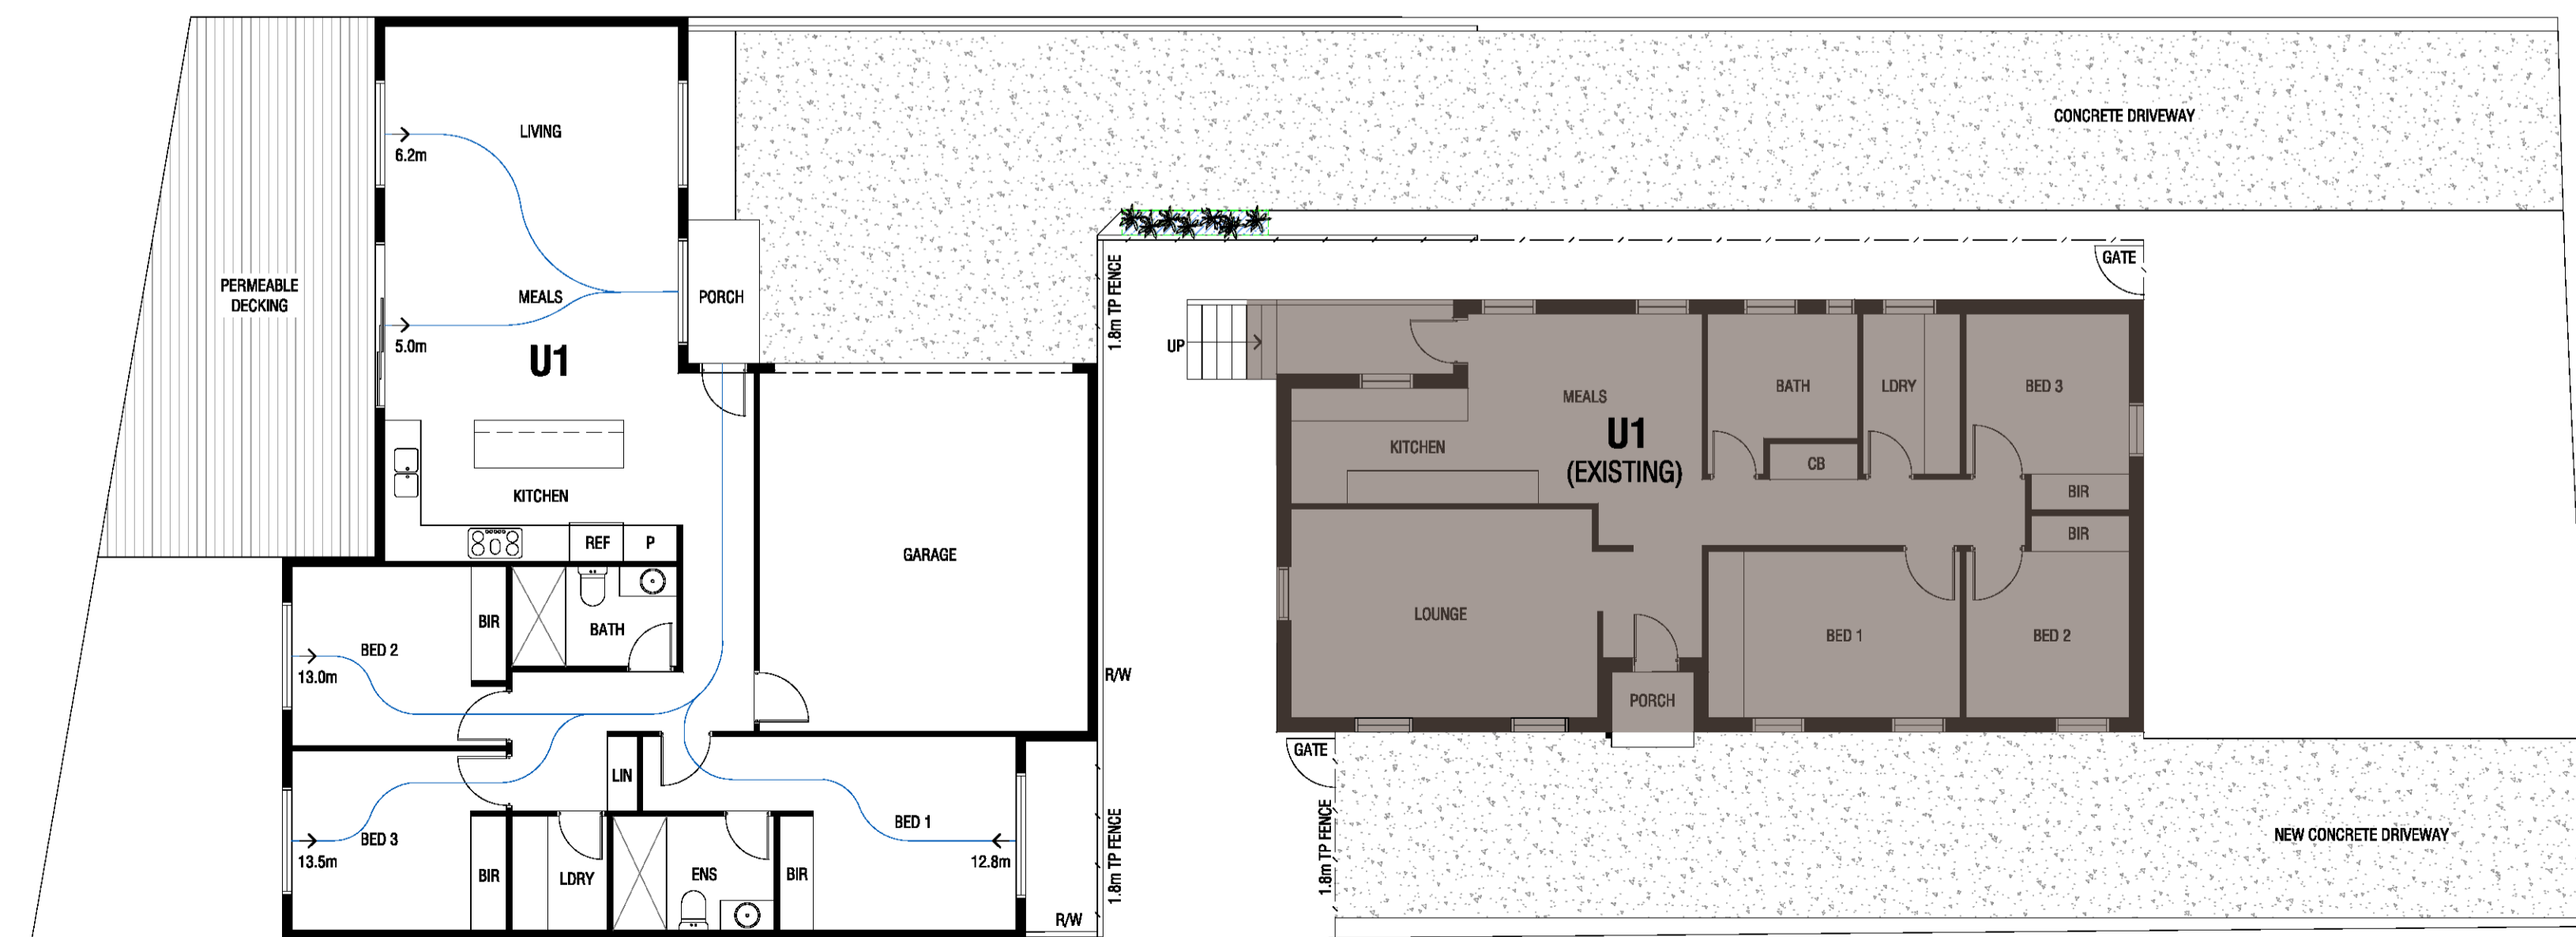 CONCRETE DRIVEWAY
LIVING
6.2m
PERMEABLE
DECKING
MEALS
PORCH
5.0m
U1
1.8m TP FENCE
KITCHEN
REF
P
GARAGE
BED 2
BIR
BATH
13.0m
R/W
LIN
BED 3
13.5m
BIR
LDRY
ENS
BIR
BED 1
12.8m
1.8m TP FENCE
R/W
GATE
UP
MEALS
BATH
LDRY
BED 3
KITCHEN
U1
(EXISTING)
CB
BIR
BIR
LOUNGE
BED 1
BED 2
PORCH
GATE
1.8m TP FENCE
NEW CONCRETE DRIVEWAY